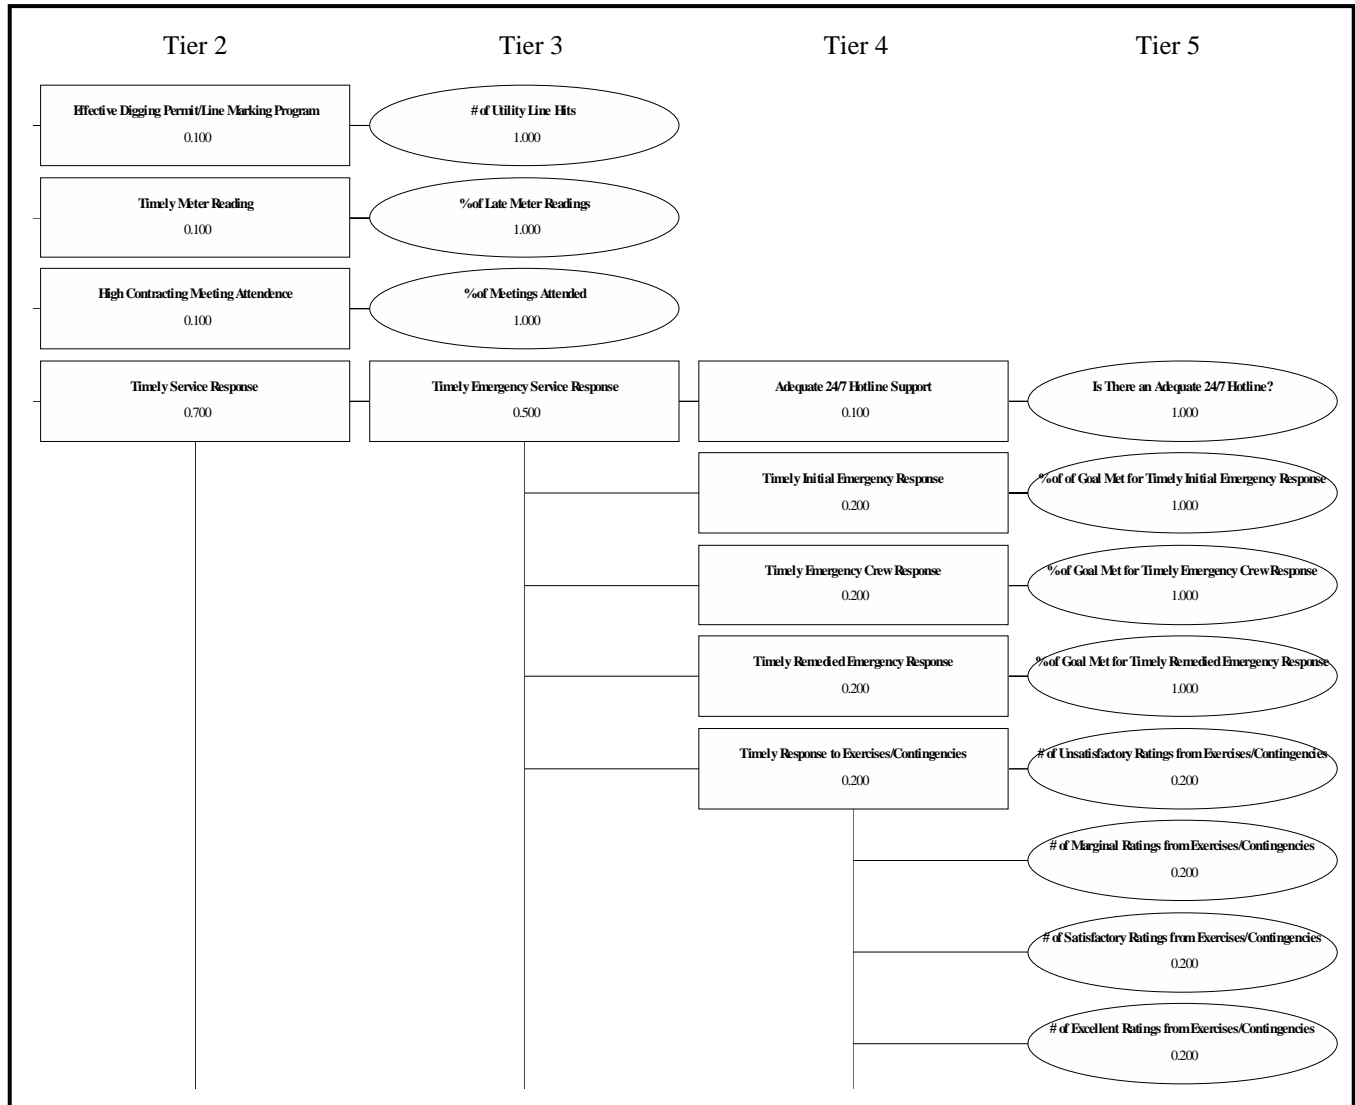 Tier 2
Tier 3
Tier 4
Tier 5
Effective Digging Permit/Line Marking Program
0.100
# of Utility Line Hits
1.000
Timely Meter Reading
0.100
% of Late Meter Readings
1.000
High Contracting Meeting Attendence
0.100
% of Meetings Attended
1.000
Timely Service Response
0.700
Timely Emergency Service Response
0.500
Adequate 24/7 Hotline Support
0.100
Is There an Adequate 24/7 Hotline?
1.000
Timely Initial Emergency Response
0.200
% of of Goal Met for Timely Initial Emergency Response
1.000
Timely Emergency Crew Response
0.200
% of Goal Met for Timely Emergency Crew Response
1.000
Timely Remedied Emergency Response
0.200
% of Goal Met for Timely Remedied Emergency Response
1.000
Timely Response to Exercises/Contingencies
0.200
# of Unsatisfactory Ratings from Exercises/Contingencies
0.200
# of Marginal Ratings from Exercises/Contingencies
0.200
# of Satisfactory Ratings from Exercises/Contingencies
0.200
# of Excellent Ratings from Exercises/Contingencies
0.200